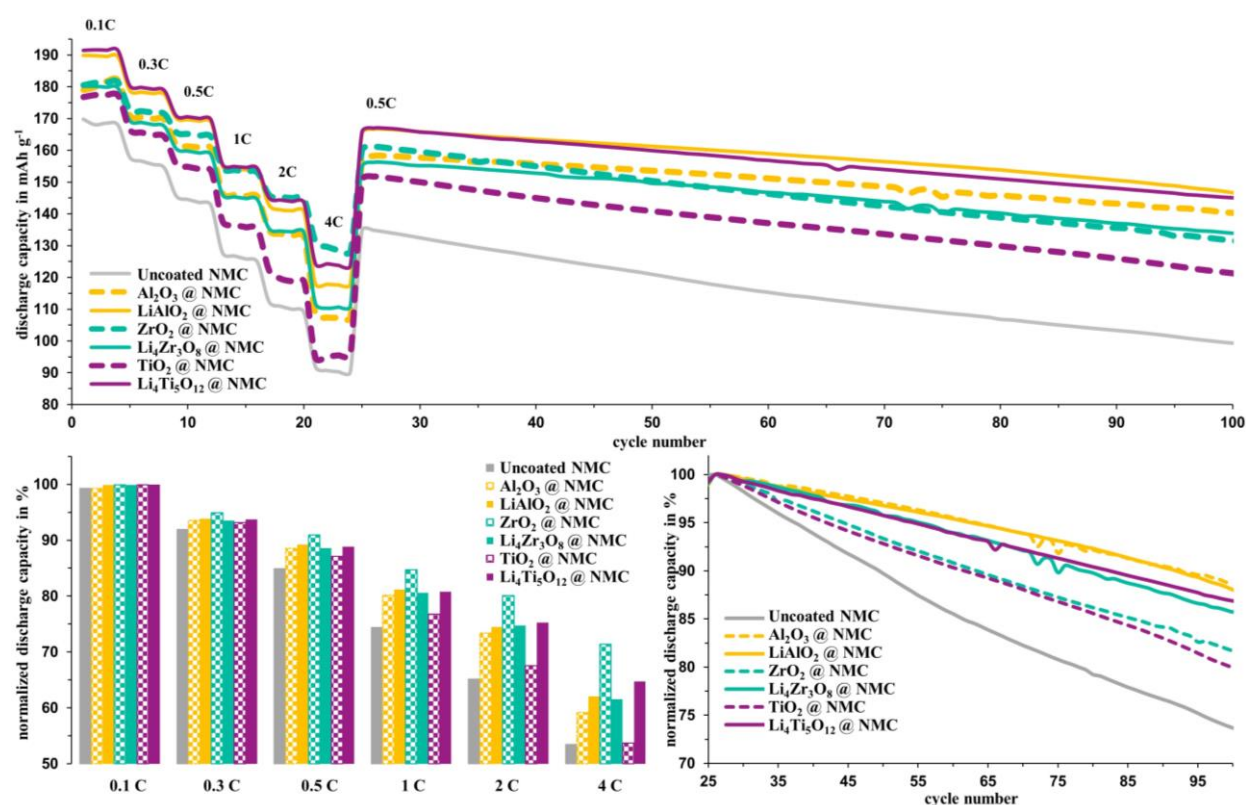 0.1C
0.3C
0.5C
1C
2C
4C
0.5C
discharge capacity in mAh g⁻¹
190
180
170
160
150
140
130
120
110
100
90
80
Uncoated NMC
Al₂O₃ @ NMC
LiAlO₂ @ NMC
ZrO₂ @ NMC
Li₄Zr₃O₈ @ NMC
TiO₂ @ NMC
Li₄Ti₅O₁₂ @ NMC
0 10 20 30 40 50 60 70 80 90 100
cycle number
normalized discharge capacity in %
100
90
80
70
60
50
Uncoated NMC
Al₂O₃ @ NMC
LiAlO₂ @ NMC
ZrO₂ @ NMC
Li₄Zr₃O₈ @ NMC
TiO₂ @ NMC
Li₄Ti₅O₁₂ @ NMC
0.1 C 0.3 C 0.5 C 1 C 2 C 4 C
normalized discharge capacity in %
100
95
90
85
80
75
70
Uncoated NMC
Al₂O₃ @ NMC
LiAlO₂ @ NMC
ZrO₂ @ NMC
Li₄Zr₃O₈ @ NMC
TiO₂ @ NMC
Li₄Ti₅O₁₂ @ NMC
25 35 45 55 65 75 85 95
cycle number